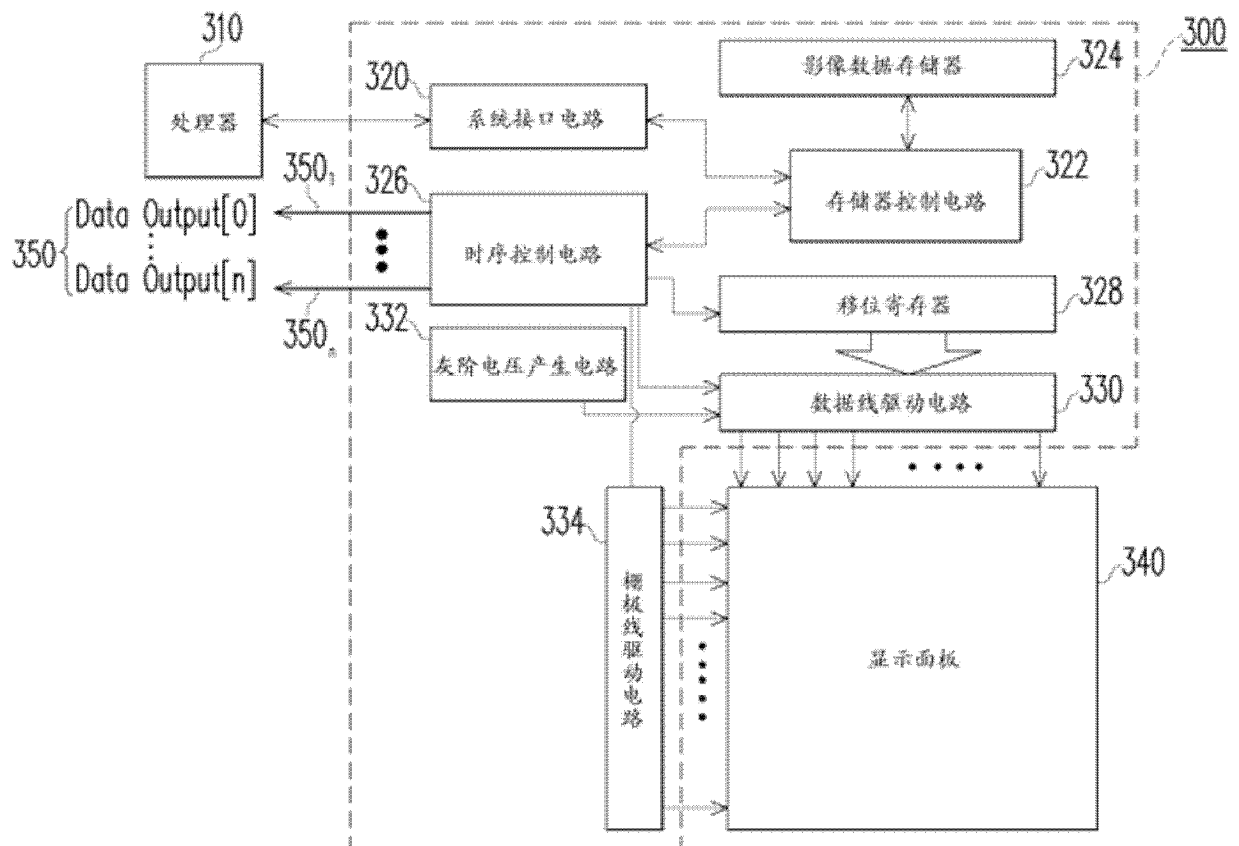 310
处理器
300
影像数据存储器
324
320
系统接口电路
322
存储器控制电路
350₁
326
时序控制电路
350
Data Output[0]
Data Output[n]
350ₙ
328
移位寄存器
332
灰阶电压产生电路
330
数据线驱动电路
334
栅极线驱动电路
340
显示面板